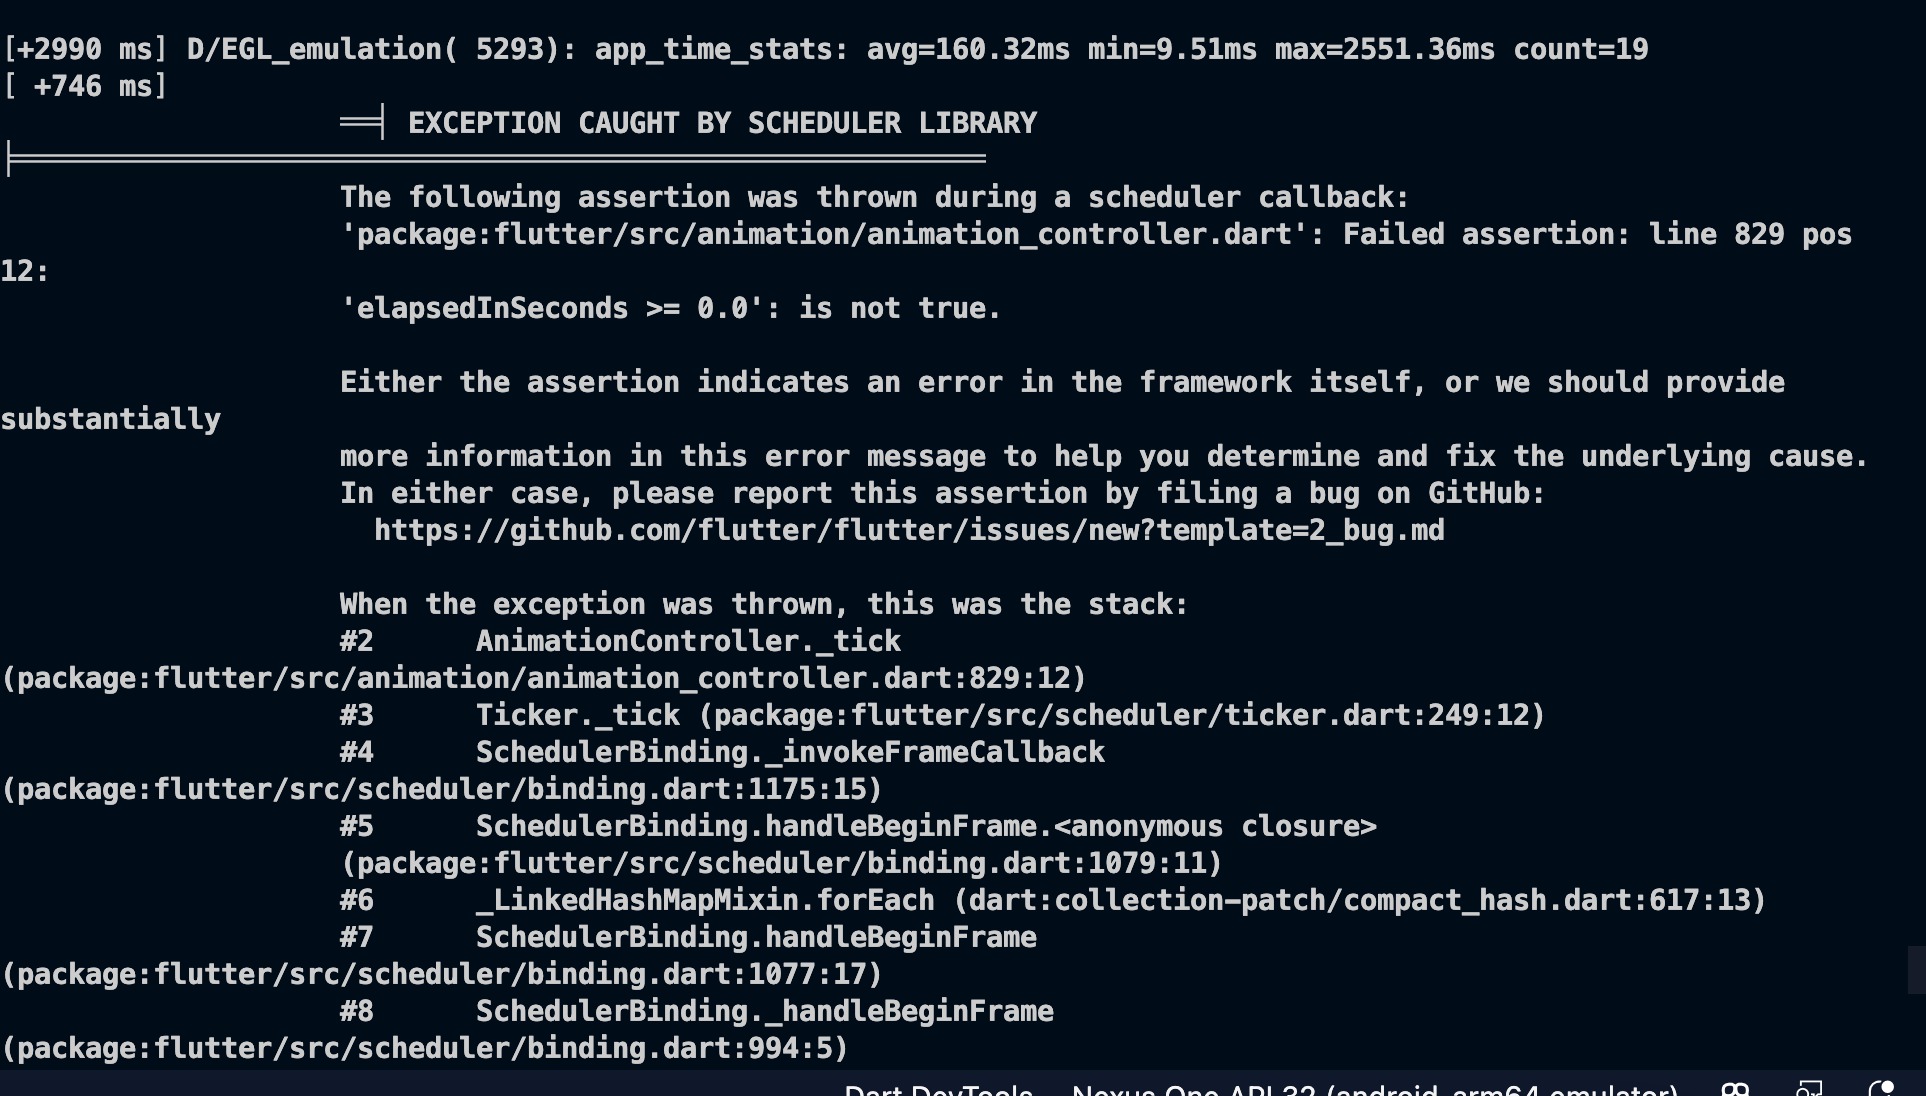 [+2990 ms] D/EGL_emulation( 5293): app_time_stats: avg=160.32ms min=9.51ms max=2551.36ms count=19
[ +746 ms]
══╡ EXCEPTION CAUGHT BY SCHEDULER LIBRARY
╞═════════════════════════════════════════════════════════
The following assertion was thrown during a scheduler callback:
'package:flutter/src/animation/animation_controller.dart': Failed assertion: line 829 pos
12:
'elapsedInSeconds >= 0.0': is not true.
Either the assertion indicates an error in the framework itself, or we should provide
substantially
more information in this error message to help you determine and fix the underlying cause.
In either case, please report this assertion by filing a bug on GitHub:
https://github.com/flutter/flutter/issues/new?template=2_bug.md
When the exception was thrown, this was the stack:
#2      AnimationController._tick
(package:flutter/src/animation/animation_controller.dart:829:12)
#3      Ticker._tick (package:flutter/src/scheduler/ticker.dart:249:12)
#4      SchedulerBinding._invokeFrameCallback
(package:flutter/src/scheduler/binding.dart:1175:15)
#5      SchedulerBinding.handleBeginFrame.<anonymous closure>
(package:flutter/src/scheduler/binding.dart:1079:11)
#6      _LinkedHashMapMixin.forEach (dart:collection-patch/compact_hash.dart:617:13)
#7      SchedulerBinding.handleBeginFrame
(package:flutter/src/scheduler/binding.dart:1077:17)
#8      SchedulerBinding._handleBeginFrame
(package:flutter/src/scheduler/binding.dart:994:5)
Dart DevTools Nexus One API 32 (android-arm64 emulator)